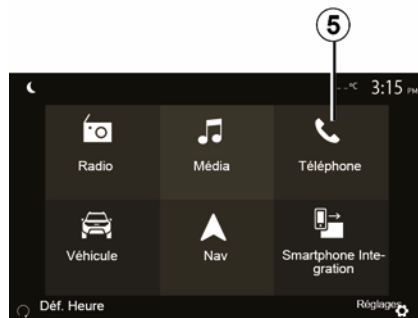 5
--°C 3:15 PM
Radio Média Téléphone
Véhicule Nav Smartphone Inte-
gration
Déf. Heure Réglages